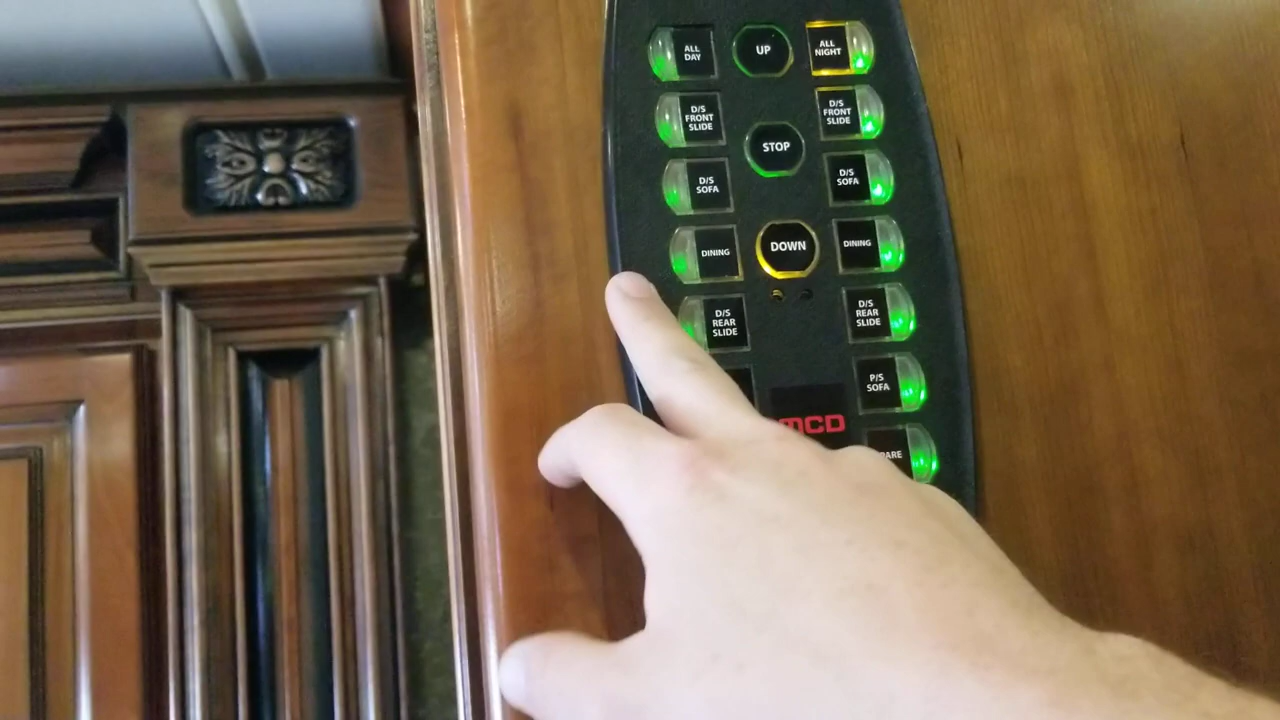 ALL
DAY
UP
ALL
NIGHT
D/S
FRONT
SLIDE
D/S
FRONT
SLIDE
STOP
D/S
SOFA
D/S
SOFA
DINING
DOWN
DINING
D/S
REAR
SLIDE
D/S
REAR
SLIDE
P/S
SOFA
MCD